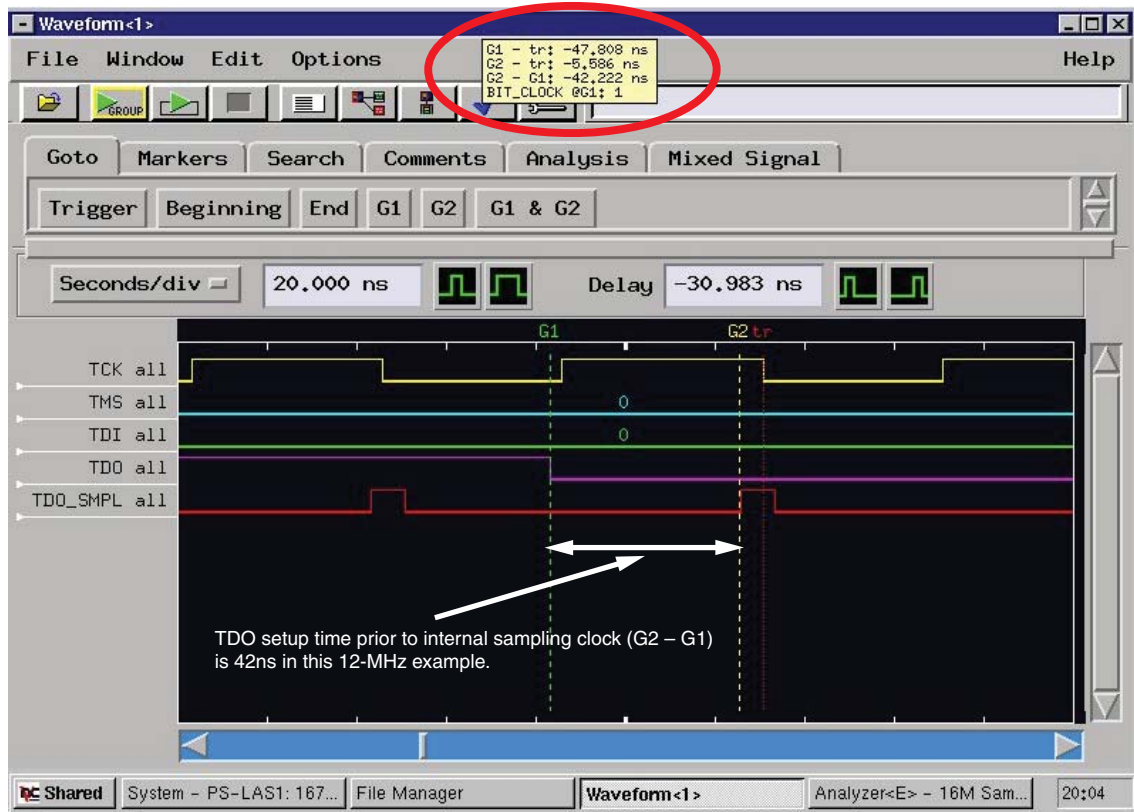 Waveform<1>
File Window Edit Options Help
G1 - tr: -47.808 ns
G2 - tr: -5.586 ns
G2 - G1: -42.222 ns
BIT_CLOCK @G1: 1
GROUP
Goto Markers Search Comments Analysis Mixed Signal
Trigger Beginning End G1 G2 G1 & G2
Seconds/div 20.000 ns Delay -30.983 ns
G1 G2 tr
TCK all
TMS all 0
TDI all 0
TDO all
TDO_SMPL all
TDO setup time prior to internal sampling clock (G2 – G1)
is 42ns in this 12-MHz example.
Shared System - PS-LAS1: 167... File Manager Waveform<1> Analyzer<E> - 16M Sam... 20:04